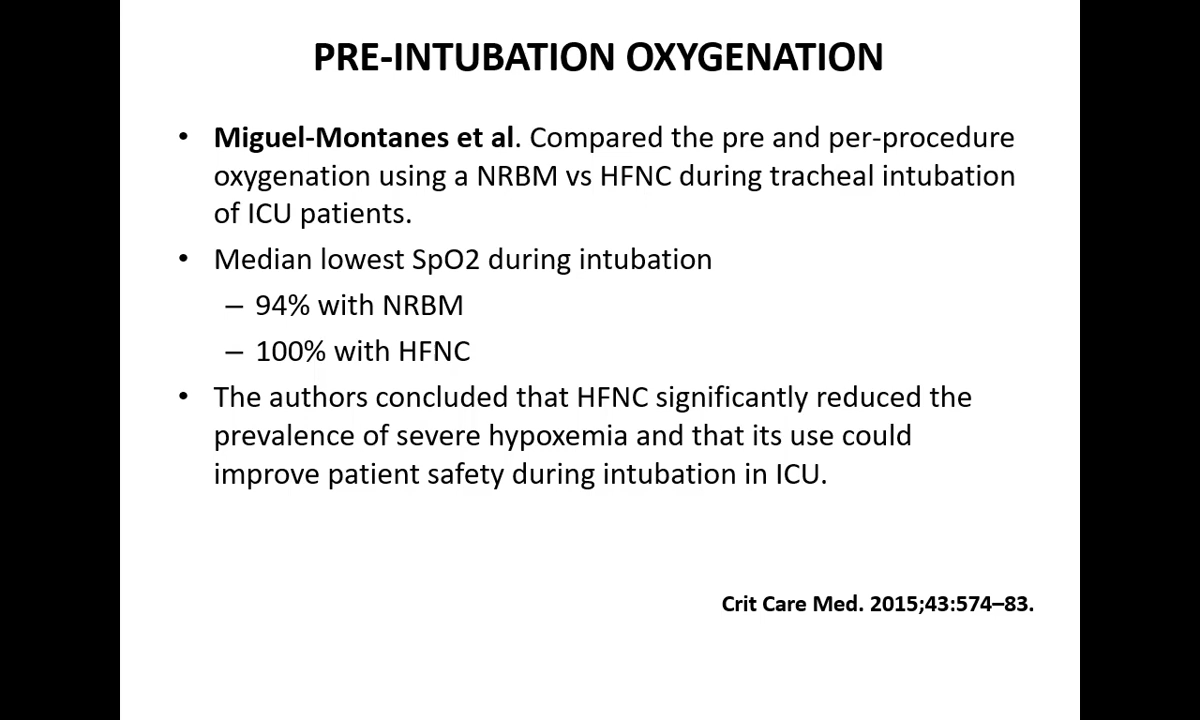 PRE-INTUBATION OXYGENATION
• Miguel-Montanes et al. Compared the pre and per-procedure
oxygenation using a NRBM vs HFNC during tracheal intubation
of ICU patients.
• Median lowest SpO2 during intubation
– 94% with NRBM
– 100% with HFNC
• The authors concluded that HFNC significantly reduced the
prevalence of severe hypoxemia and that its use could
improve patient safety during intubation in ICU.
Crit Care Med. 2015;43:574–83.